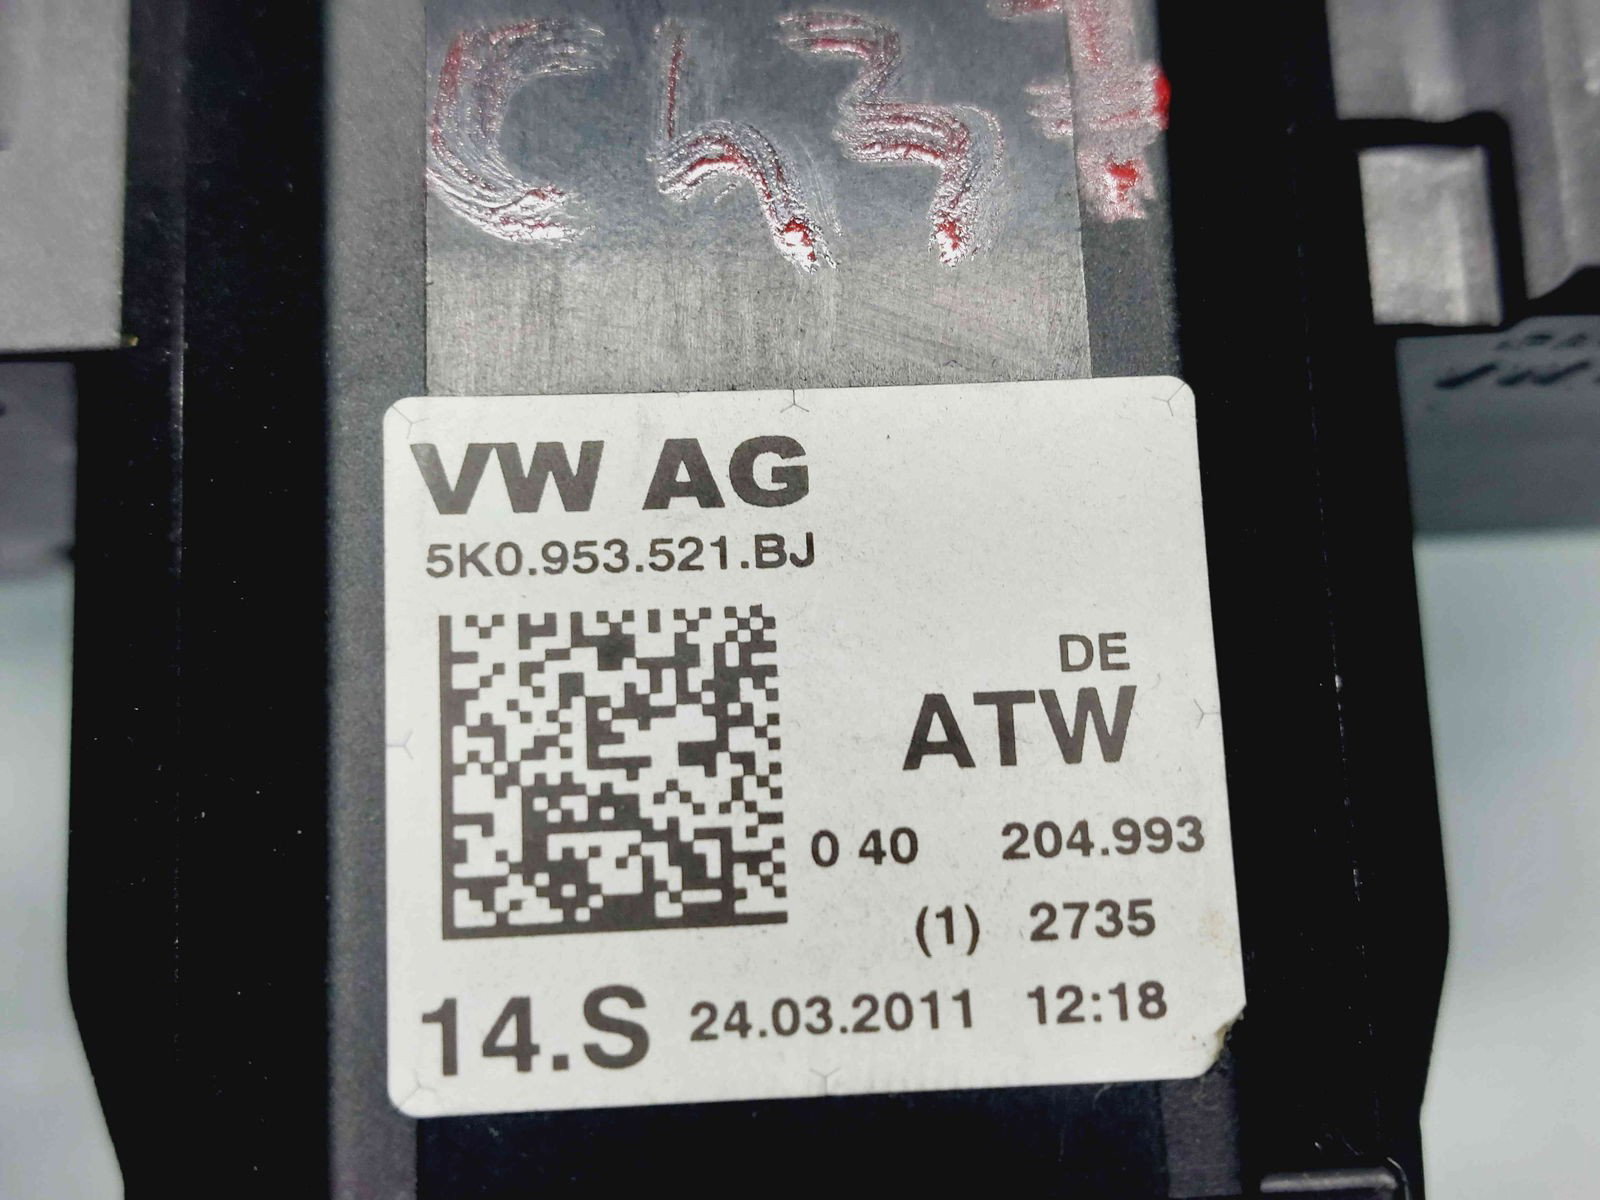 VW AG
5K0.953.521.BJ
DE
ATW
0 40 204.993
(1) 2735
14.S 24.03.2011 12:18